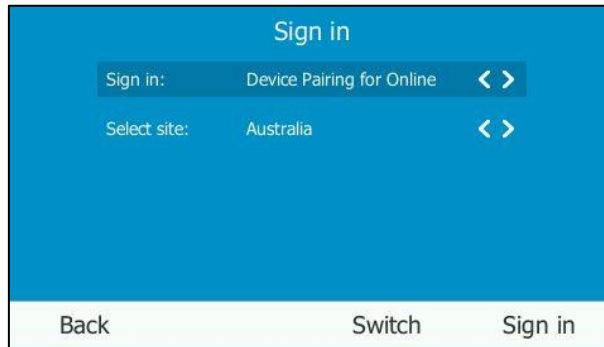 Sign in
Sign in: Device Pairing for Online
Select site: Australia
Back Switch Sign in